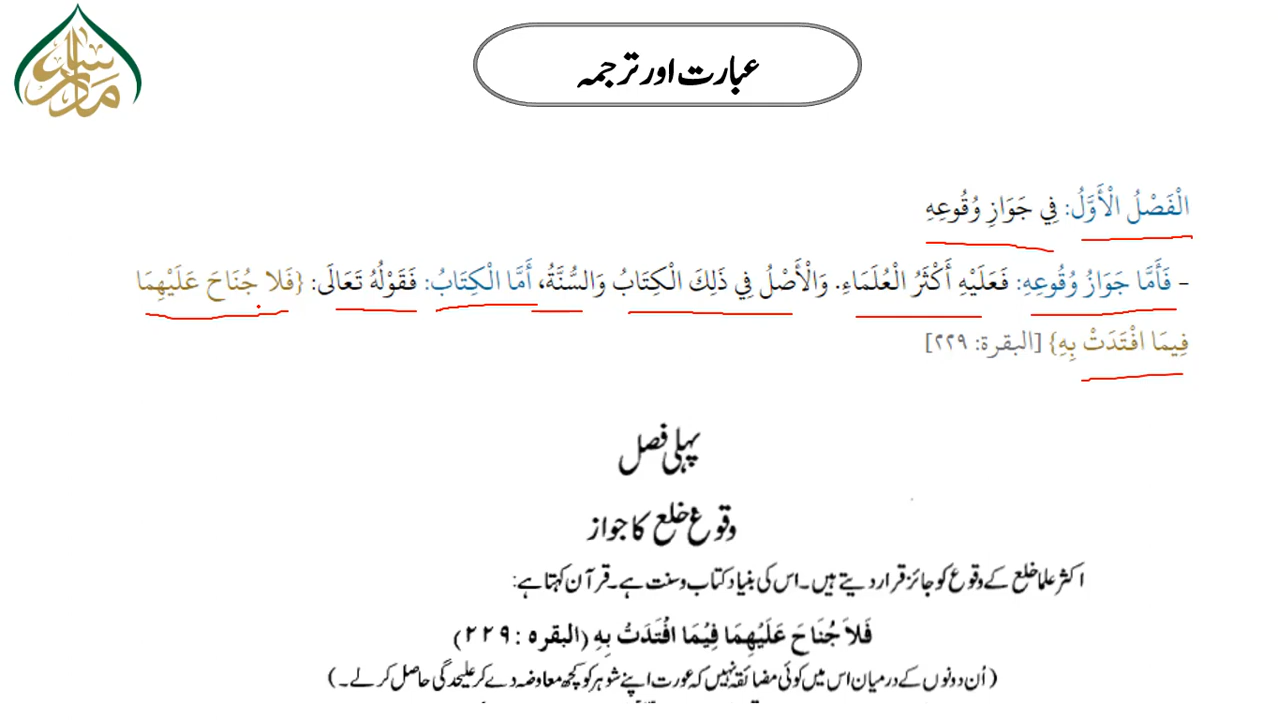 عبارت اور ترجمہ
الْفَصْلُ الْأَوَّلُ: فِي جَوَازِ وُقُوعِهِ
- فَأَمَّا جَوَازُ وُقُوعِهِ: فَعَلَيْهِ أَكْثَرُ الْعُلَمَاءِ. وَالْأَصْلُ فِي ذَلِكَ الْكِتَابُ وَالسُّنَّةُ، أَمَّا الْكِتَابُ: فَقَوْلُهُ تَعَالَى: {فَلا جُنَاحَ عَلَيْهِمَا
فِيمَا افْتَدَتْ بِهِ} [البقرة: ٢٢٩]
پہلی فصل
وقوع خلع کا جواز
اکثر علما خلع کے وقوع کو جائز قرار دیتے ہیں۔ اس کی بنیاد کتاب وسنت ہے۔ قرآن کہتا ہے:
فَلاَ جُنَاحَ عَلَيْهِمَا فِيْمَا افْتَدَتْ بِهِ (البقره: ٢٢٩)
(اُن دونوں کے درمیان اس میں کوئی مضائقہ نہیں کہ عورت اپنے شوہر کو کچھ معاوضہ دے کر علیحدگی حاصل کر لے۔)